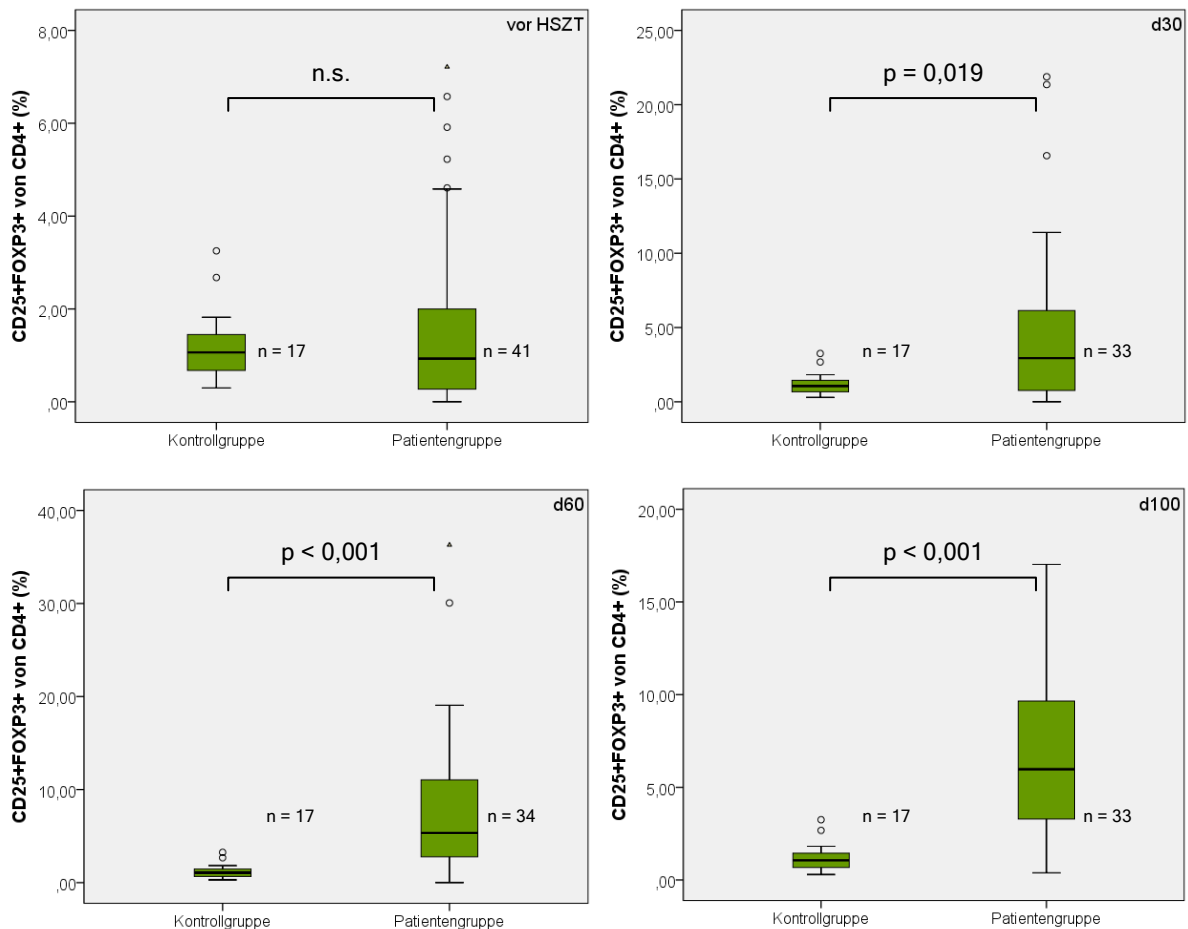 vor HSZT
8,00
n.s.
6,00
4,00
2,00
,00
CD25+FOXP3+ von CD4+ (%)
n = 17
n = 41
Kontrollgruppe
Patientengruppe
d30
25,00
p = 0,019
20,00
15,00
10,00
5,00
,00
CD25+FOXP3+ von CD4+ (%)
n = 17
n = 33
Kontrollgruppe
Patientengruppe
d60
40,00
p < 0,001
30,00
20,00
10,00
,00
CD25+FOXP3+ von CD4+ (%)
n = 17
n = 34
Kontrollgruppe
Patientengruppe
d100
20,00
p < 0,001
15,00
10,00
5,00
,00
CD25+FOXP3+ von CD4+ (%)
n = 17
n = 33
Kontrollgruppe
Patientengruppe